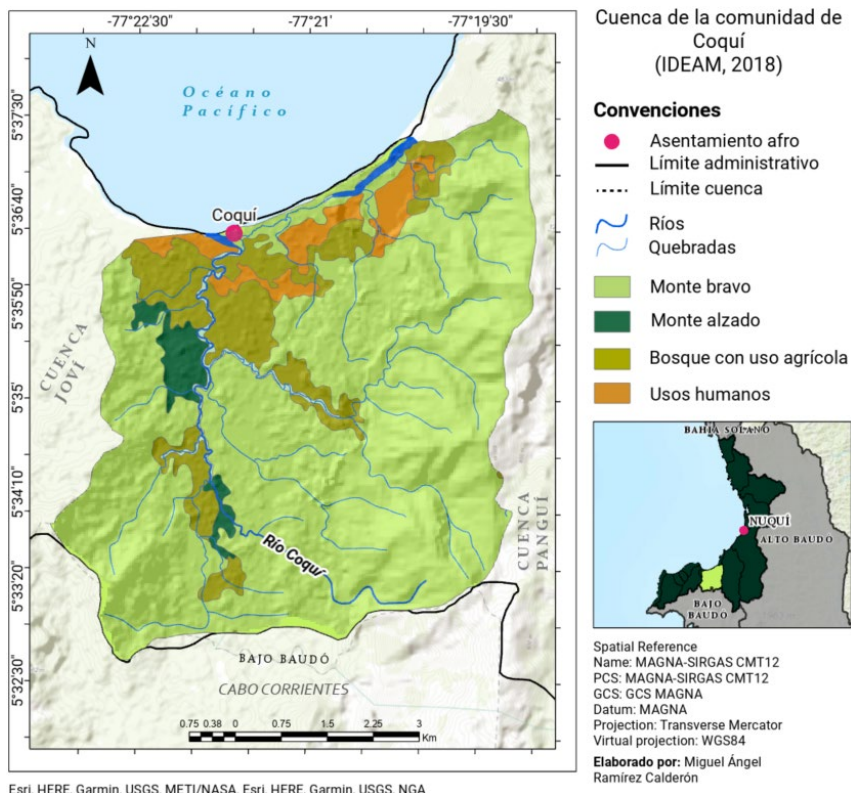 -77°22'30"
-77°21'
-77°19'30"
5°37'30"
5°36'40"
5°35'50"
5°35'
5°34'10"
5°33'20"
5°32'30"
N
Océano
Pacífico
Coquí
CUENCA
JOVÍ
CUENCA
PANGUÍ
Río Coquí
BAJO BAUDÓ
CABO CORRIENTES
0.75 0.38 0 0.75 1.5 2.25 3
Km
Esri, HERE, Garmin, USGS, METI/NASA, Esri, HERE, Garmin, USGS, NGA
Cuenca de la comunidad de
Coquí
(IDEAM, 2018)
Convenciones
Asentamiento afro
Límite administrativo
Límite cuenca
Ríos
Quebradas
Monte bravo
Monte alzado
Bosque con uso agrícola
Usos humanos
BAHÍA SOLANO
NUQUÍ
ALTO BAUDO
BAJO
BAUDO
Spatial Reference
Name: MAGNA-SIRGAS CMT12
PCS: MAGNA-SIRGAS CMT12
GCS: GCS MAGNA
Datum: MAGNA
Projection: Transverse Mercator
Virtual projection: WGS84
Elaborado por: Miguel Ángel
Ramírez Calderón